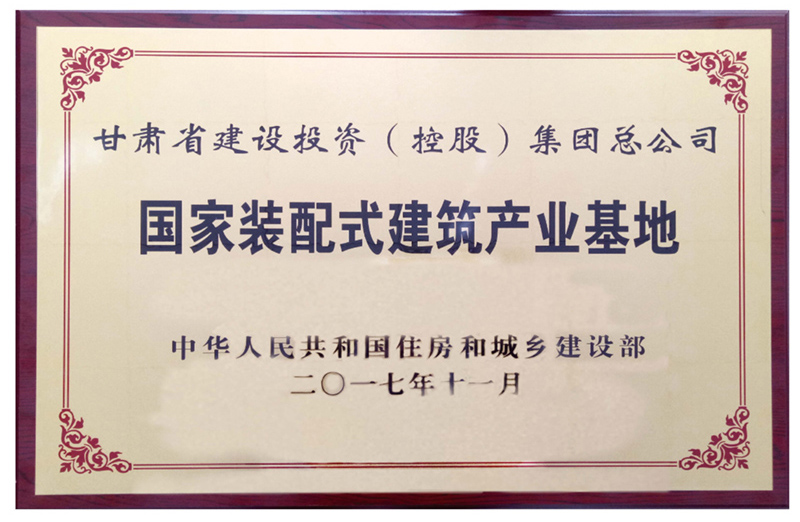 甘肃省建设投资（控股）集团总公司
国家装配式建筑产业基地
中华人民共和国住房和城乡建设部
二〇一七年十一月